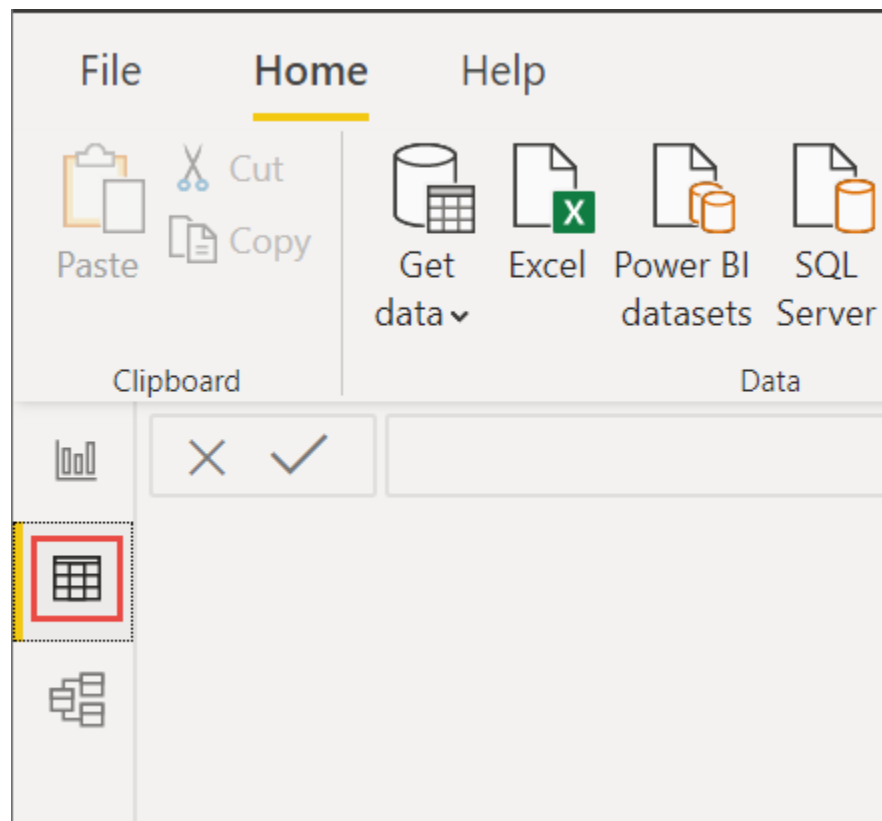 File Home Help
Cut
Copy
Paste
Get data
Excel
Power BI datasets
SQL Server
Clipboard
Data